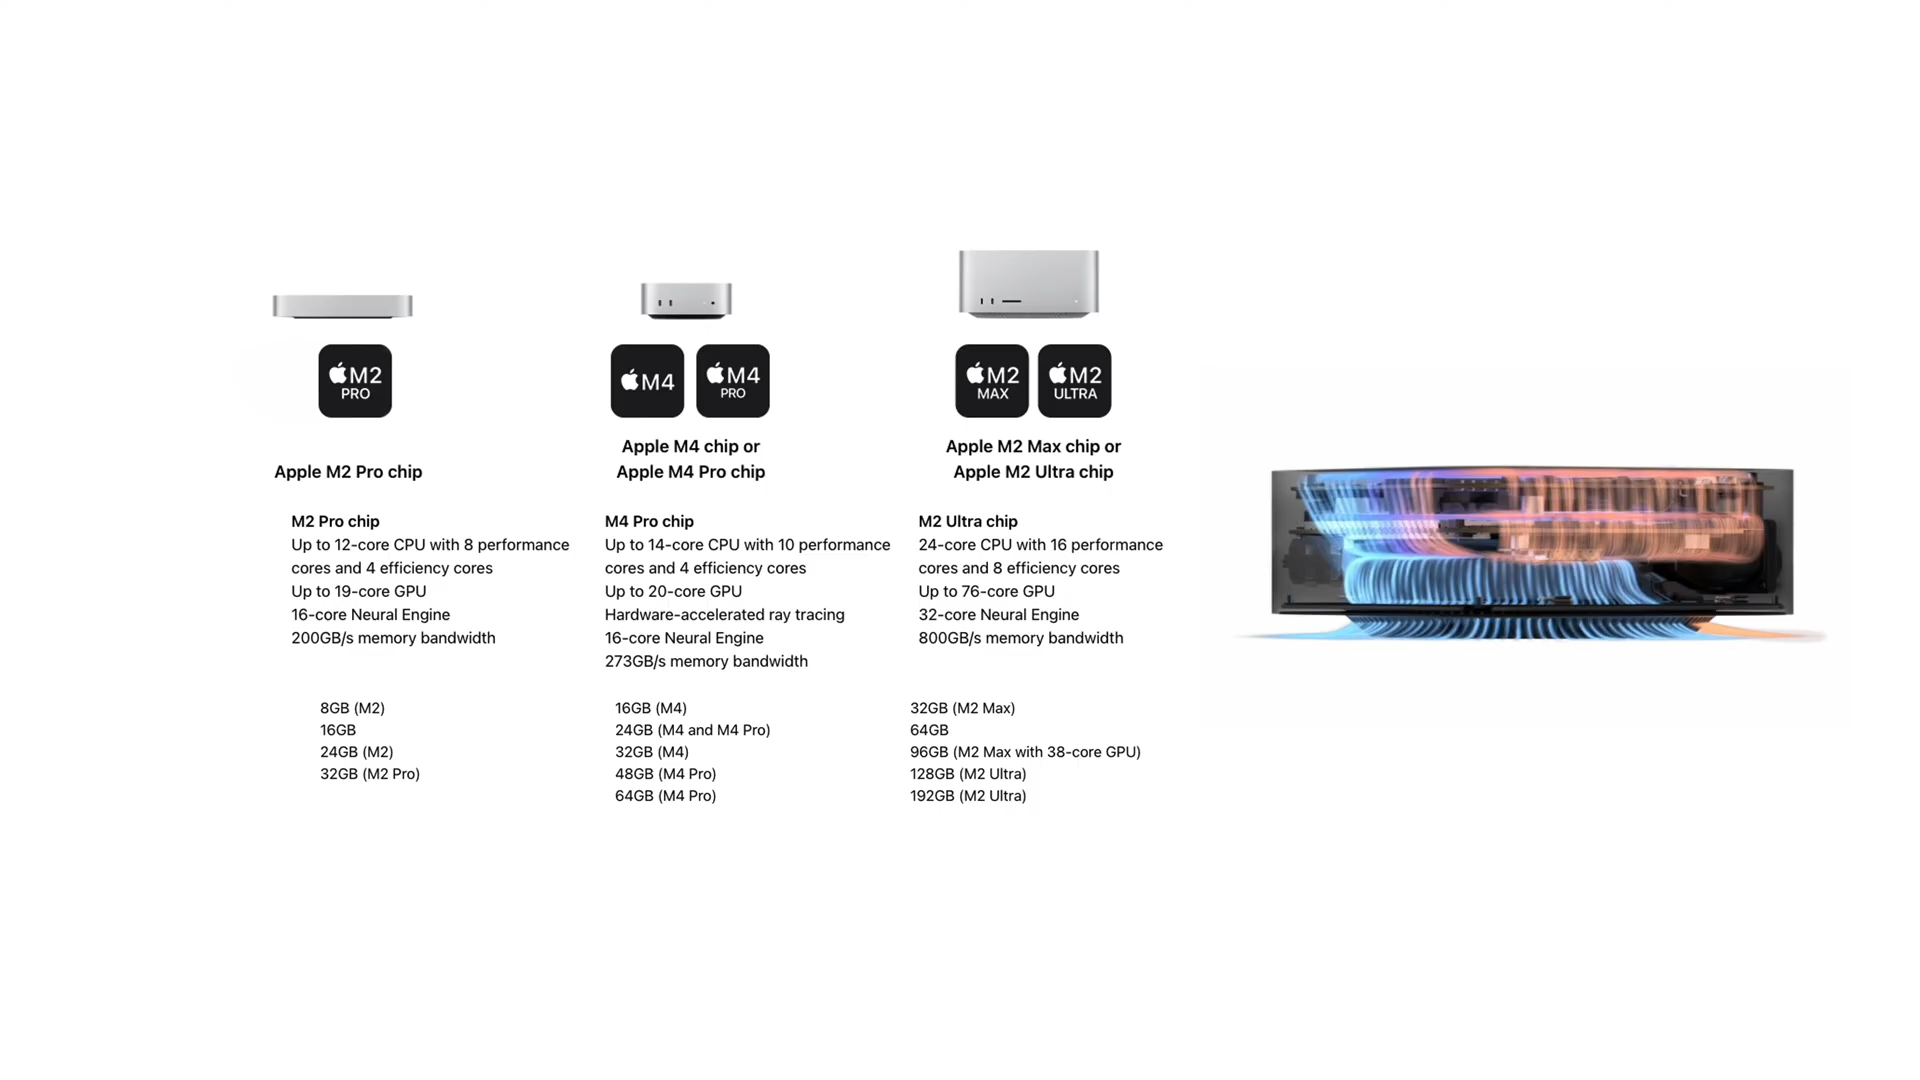 M2
PRO
M4
M4
PRO
M2
MAX
M2
ULTRA
Apple M2 Pro chip
Apple M4 chip or
Apple M4 Pro chip
Apple M2 Max chip or
Apple M2 Ultra chip
M2 Pro chip
Up to 12-core CPU with 8 performance
cores and 4 efficiency cores
Up to 19-core GPU
16-core Neural Engine
200GB/s memory bandwidth
M4 Pro chip
Up to 14-core CPU with 10 performance
cores and 4 efficiency cores
Up to 20-core GPU
Hardware-accelerated ray tracing
16-core Neural Engine
273GB/s memory bandwidth
M2 Ultra chip
24-core CPU with 16 performance
cores and 8 efficiency cores
Up to 76-core GPU
32-core Neural Engine
800GB/s memory bandwidth
8GB (M2)
16GB
24GB (M2)
32GB (M2 Pro)
16GB (M4)
24GB (M4 and M4 Pro)
32GB (M4)
48GB (M4 Pro)
64GB (M4 Pro)
32GB (M2 Max)
64GB
96GB (M2 Max with 38-core GPU)
128GB (M2 Ultra)
192GB (M2 Ultra)